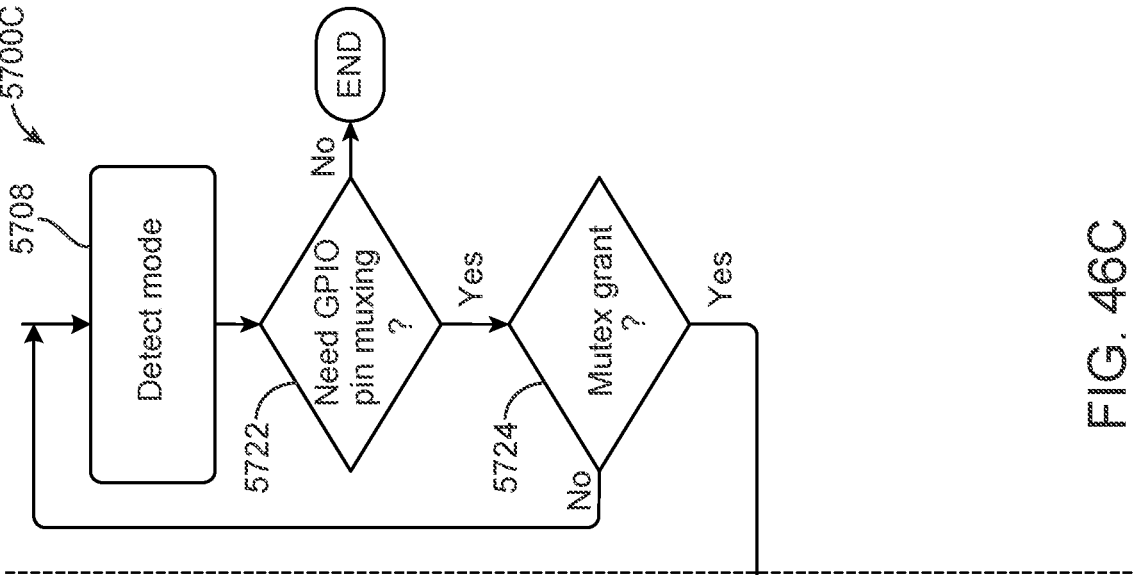 5700C
5708
Detect mode
5722
Need GPIO
pin muxing
?
No
END
Yes
5724
Mutex grant
?
No
Yes
FIG. 46C